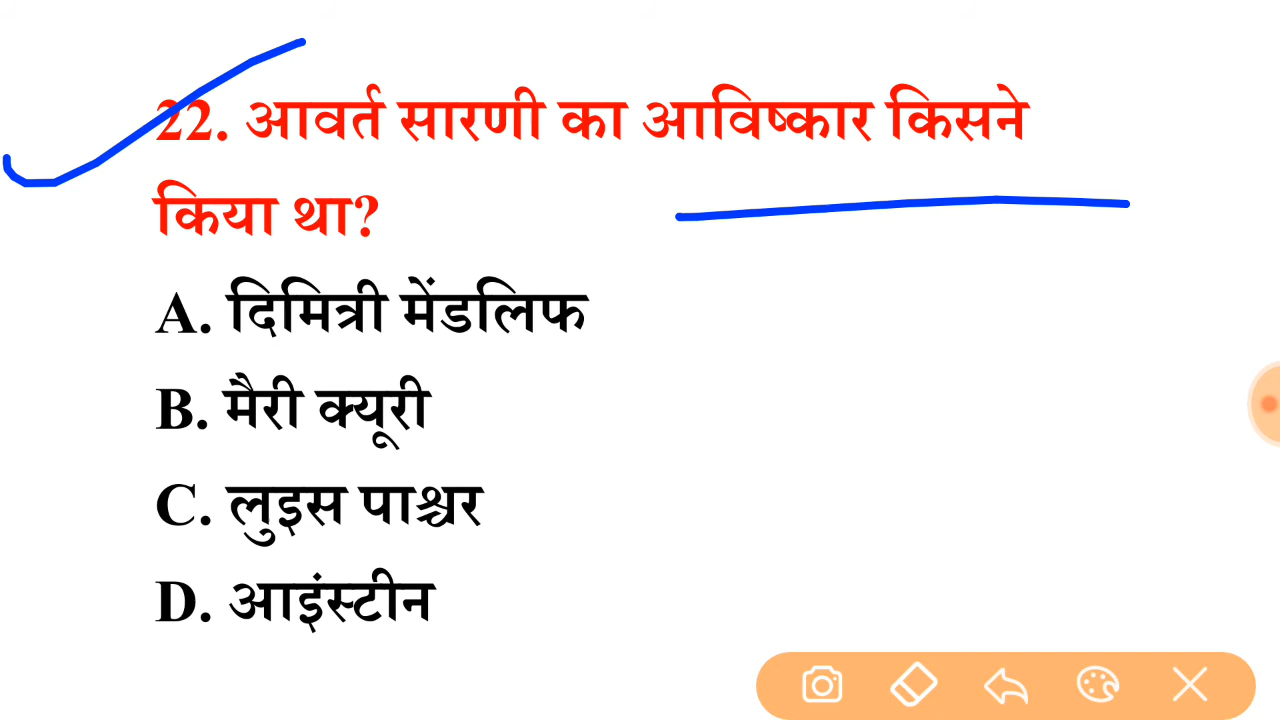 22. आवर्त सारणी का आविष्कार किसने
किया था?
A. दिमित्री मेंडलिफ
B. मैरी क्यूरी
C. लुइस पाश्चर
D. आइंस्टीन